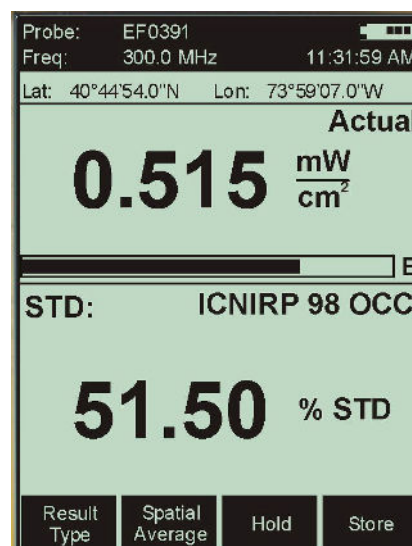 Probe: EF0391
Freq: 300.0 MHz 11:31:59 AM
Lat: 40°44'54.0"N Lon: 73°59'07.0"W
Actual
0.515 mW/cm²
E
STD: ICNIRP 98 OCC
51.50 % STD
Result Type Spatial Average Hold Store